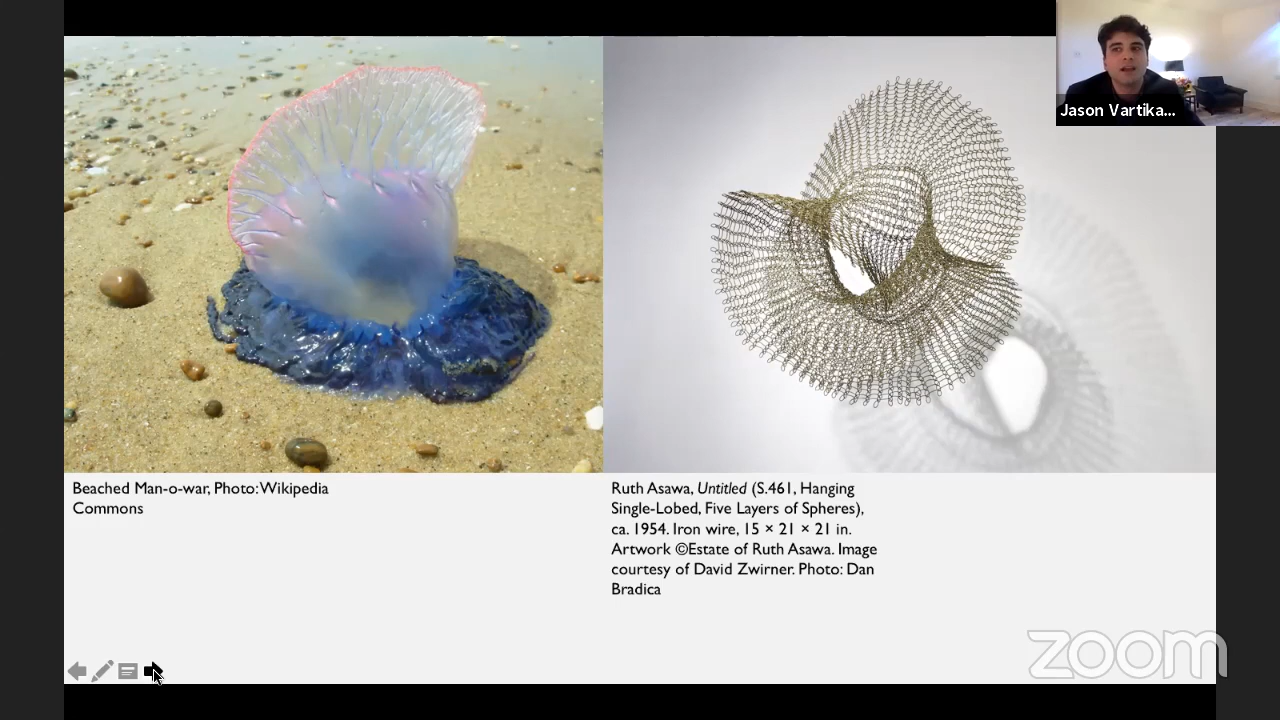 Jason Vartika...
Beached Man-o-war, Photo: Wikipedia
Commons
Ruth Asawa, Untitled (S.461, Hanging
Single-Lobed, Five Layers of Spheres),
ca. 1954. Iron wire, 15 × 21 × 21 in.
Artwork ©Estate of Ruth Asawa. Image
courtesy of David Zwirner. Photo: Dan
Bradica
zoom